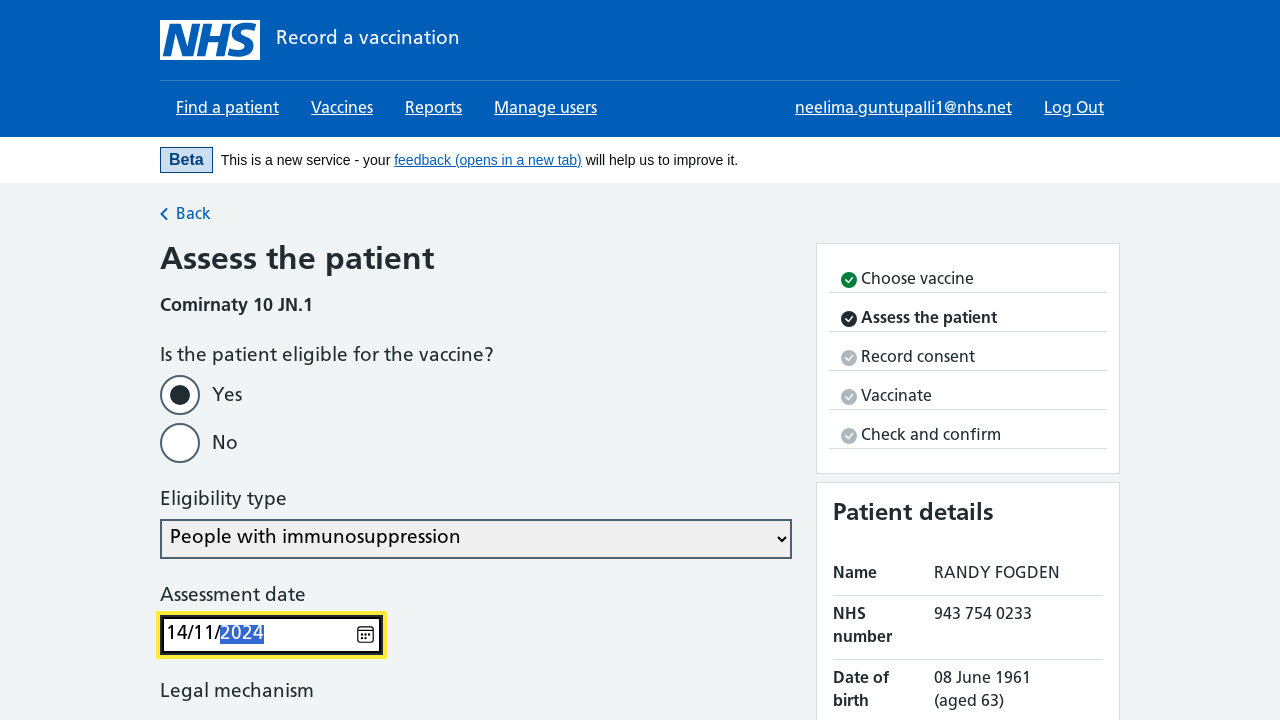 NHS Record a vaccination
Find a patient Vaccines Reports Manage users neelima.guntupalli1@nhs.net Log Out
Beta This is a new service - your feedback (opens in a new tab) will help us to improve it.
Back
Assess the patient
Comirnaty 10 JN.1
Is the patient eligible for the vaccine?
Yes
No
Eligibility type
People with immunosuppression
Assessment date
14/11/2024
Legal mechanism
Choose vaccine
Assess the patient
Record consent
Vaccinate
Check and confirm
Patient details
Name RANDY FOGDEN
NHS number 943 754 0233
Date of birth 08 June 1961
(aged 63)